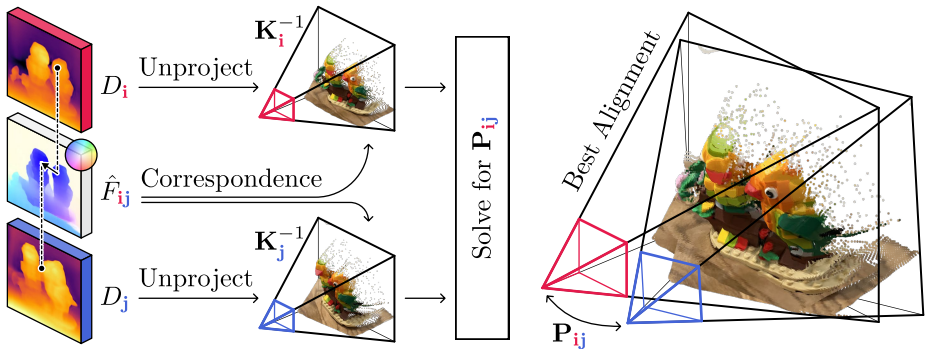 D_i
Unproject
K_i^{-1}
F̂_ij
Correspondence
D_j
Unproject
K_j^{-1}
Solve for P_ij
Best Alignment
P_ij